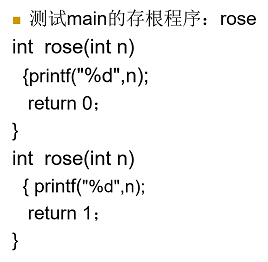 测试main的存根程序：rose
int rose(int n)
{printf("%d",n);
return 0；
}
int rose(int n)
{ printf("%d",n);
return 1；
}